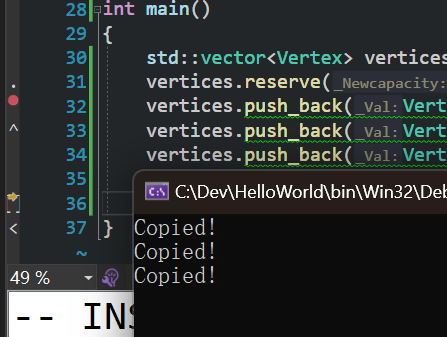 28 int main()
29 {
30 std::vector<Vertex> vertices
31 vertices.reserve(_Newcapacity:
32 vertices.push_back(_Val:Vert
33 vertices.push_back(_Val:Vert
34 vertices.push_back(_Val:Vert
35
36
37 }
~
C:\Dev\HelloWorld\bin\Win32\Deb
Copied!
Copied!
Copied!
49 %
-- INS